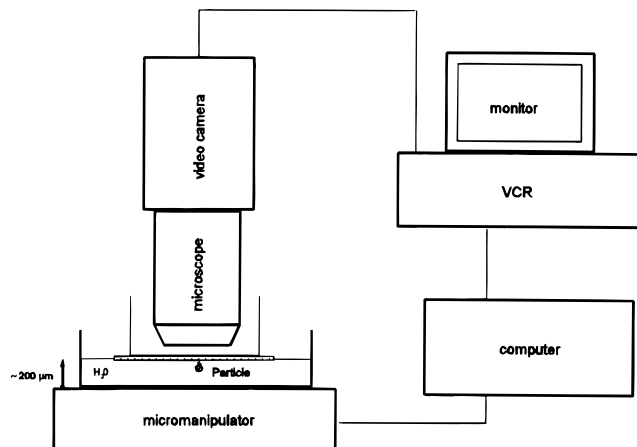 video camera
microscope
monitor
VCR
computer
~200 µm
H₂O
Particle
micromanipulator